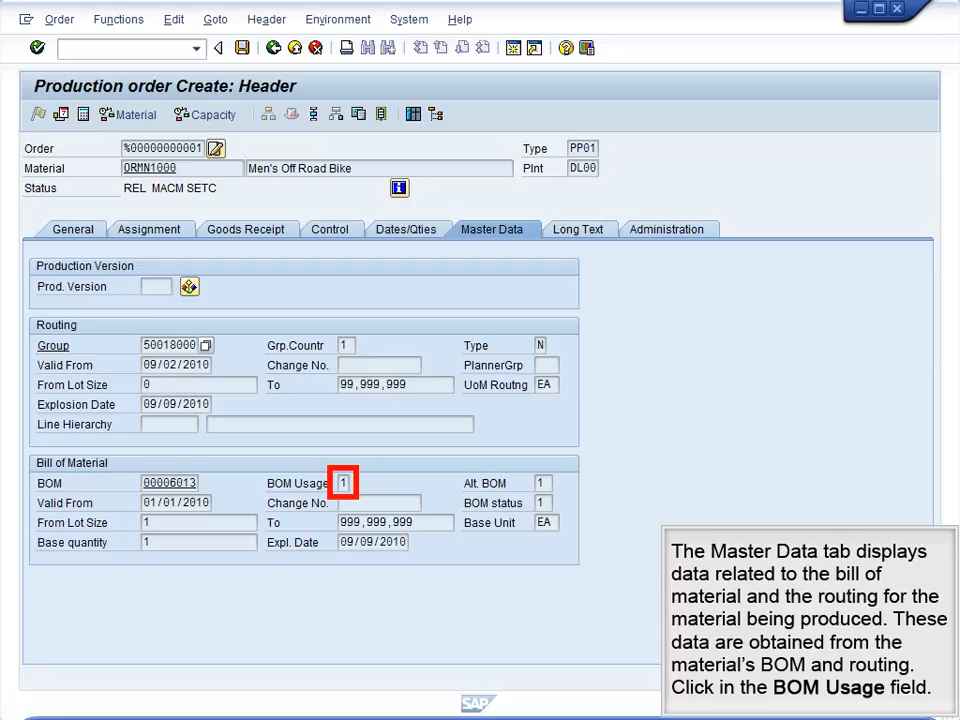 Order Functions Edit Goto Header Environment System Help
Production order Create: Header
Material Capacity
Order %00000000001 Type PP01
Material ORMN1000 Men's Off Road Bike Plnt DL00
Status REL MACM SETC
General Assignment Goods Receipt Control Dates/Qties Master Data Long Text Administration
Production Version
Prod. Version
Routing
Group 50018000 Grp.Countr 1 Type N
Valid From 09/02/2010 Change No. PlannerGrp
From Lot Size 0 To 99,999,999 UoM Routng EA
Explosion Date 09/09/2010
Line Hierarchy
Bill of Material
BOM 00006013 BOM Usage 1 Alt. BOM 1
Valid From 01/01/2010 Change No. BOM status 1
From Lot Size 1 To 999,999,999 Base Unit EA
Base quantity 1 Expl. Date 09/09/2010
The Master Data tab displays
data related to the bill of
material and the routing for the
material being produced. These
data are obtained from the
material's BOM and routing.
Click in the BOM Usage field.
SAP